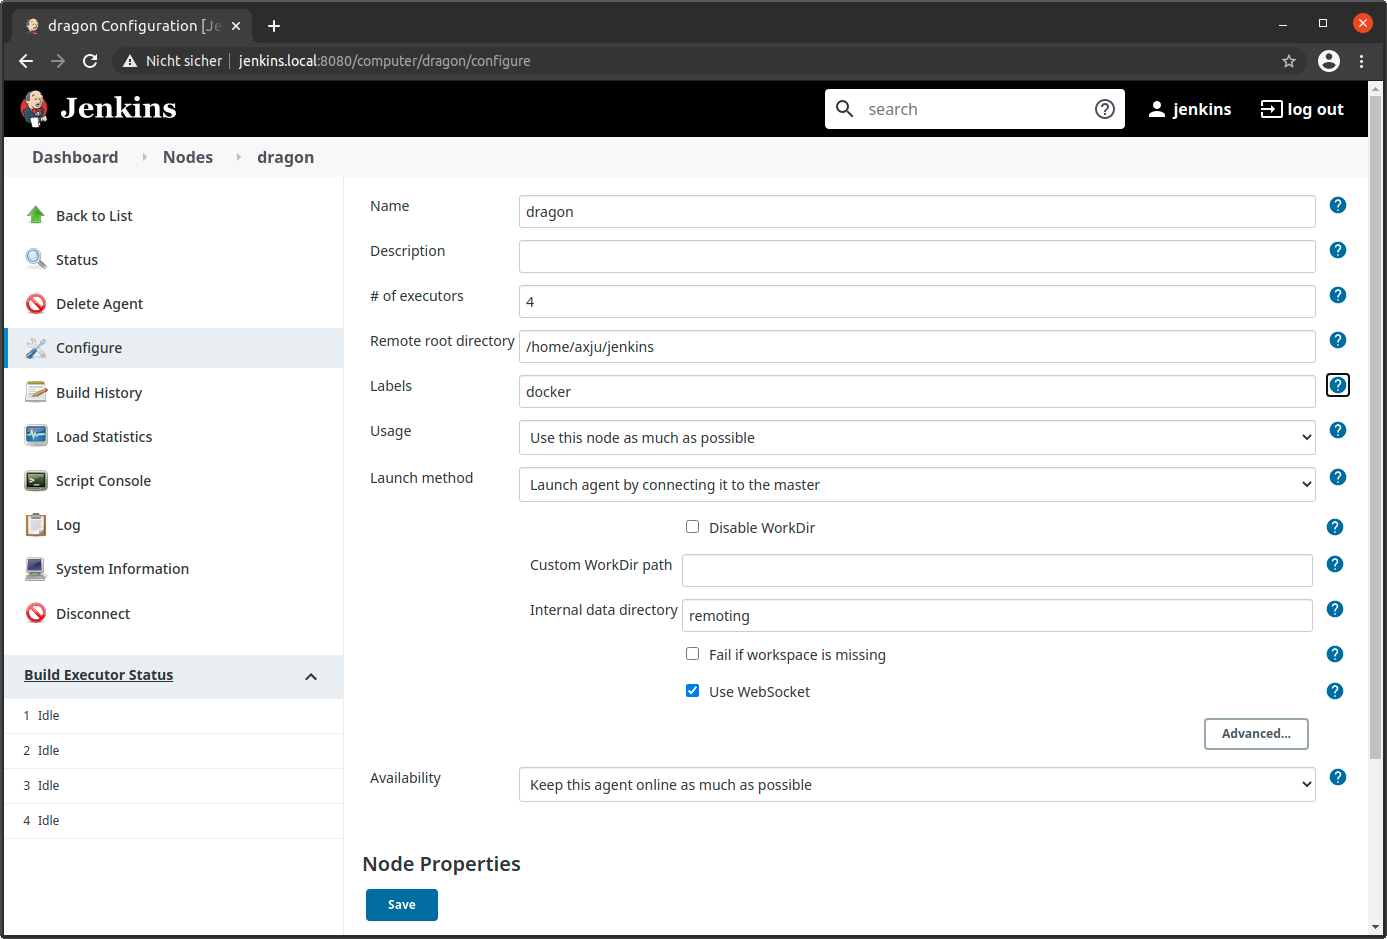 dragon Configuration [Je
Nicht sicher
jenkins.local:8080/computer/dragon/configure
Jenkins
search
jenkins
log out
Dashboard
Nodes
dragon
Back to List
Status
Delete Agent
Configure
Build History
Load Statistics
Script Console
Log
System Information
Disconnect
Build Executor Status
1 Idle
2 Idle
3 Idle
4 Idle
Name
dragon
Description
# of executors
4
Remote root directory
/home/axju/jenkins
Labels
docker
Usage
Use this node as much as possible
Launch method
Launch agent by connecting it to the master
Disable WorkDir
Custom WorkDir path
Internal data directory
remoting
Fail if workspace is missing
Use WebSocket
Advanced...
Availability
Keep this agent online as much as possible
Node Properties
Save